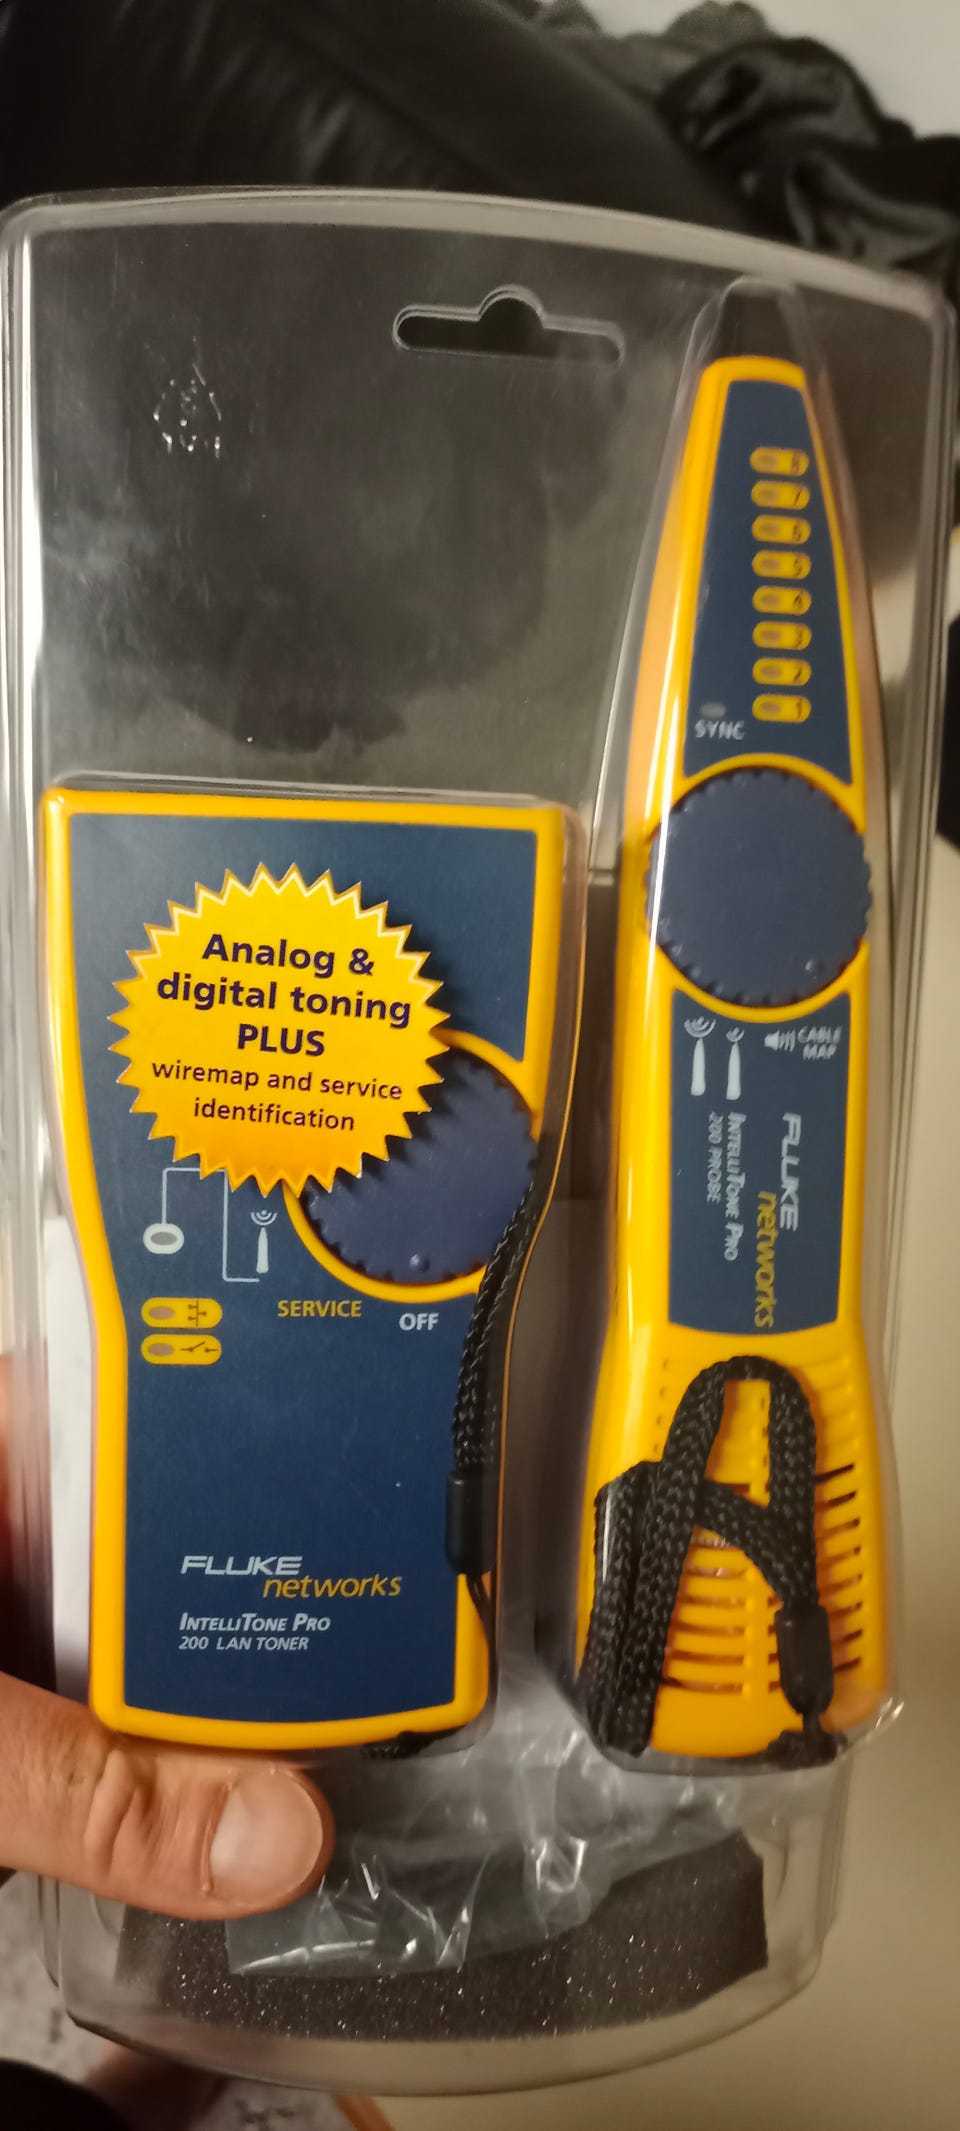 Analog &
digital toning
PLUS
wiremap and service
identification
SERVICE
OFF
FLUKE
networks
INTELLITONE PRO
200 LAN TONER
8
7
6
5
4
3
2
1
SYNC
CABLE
MAP
FLUKE
networks
INTELLITONE PRO
200 PROBE